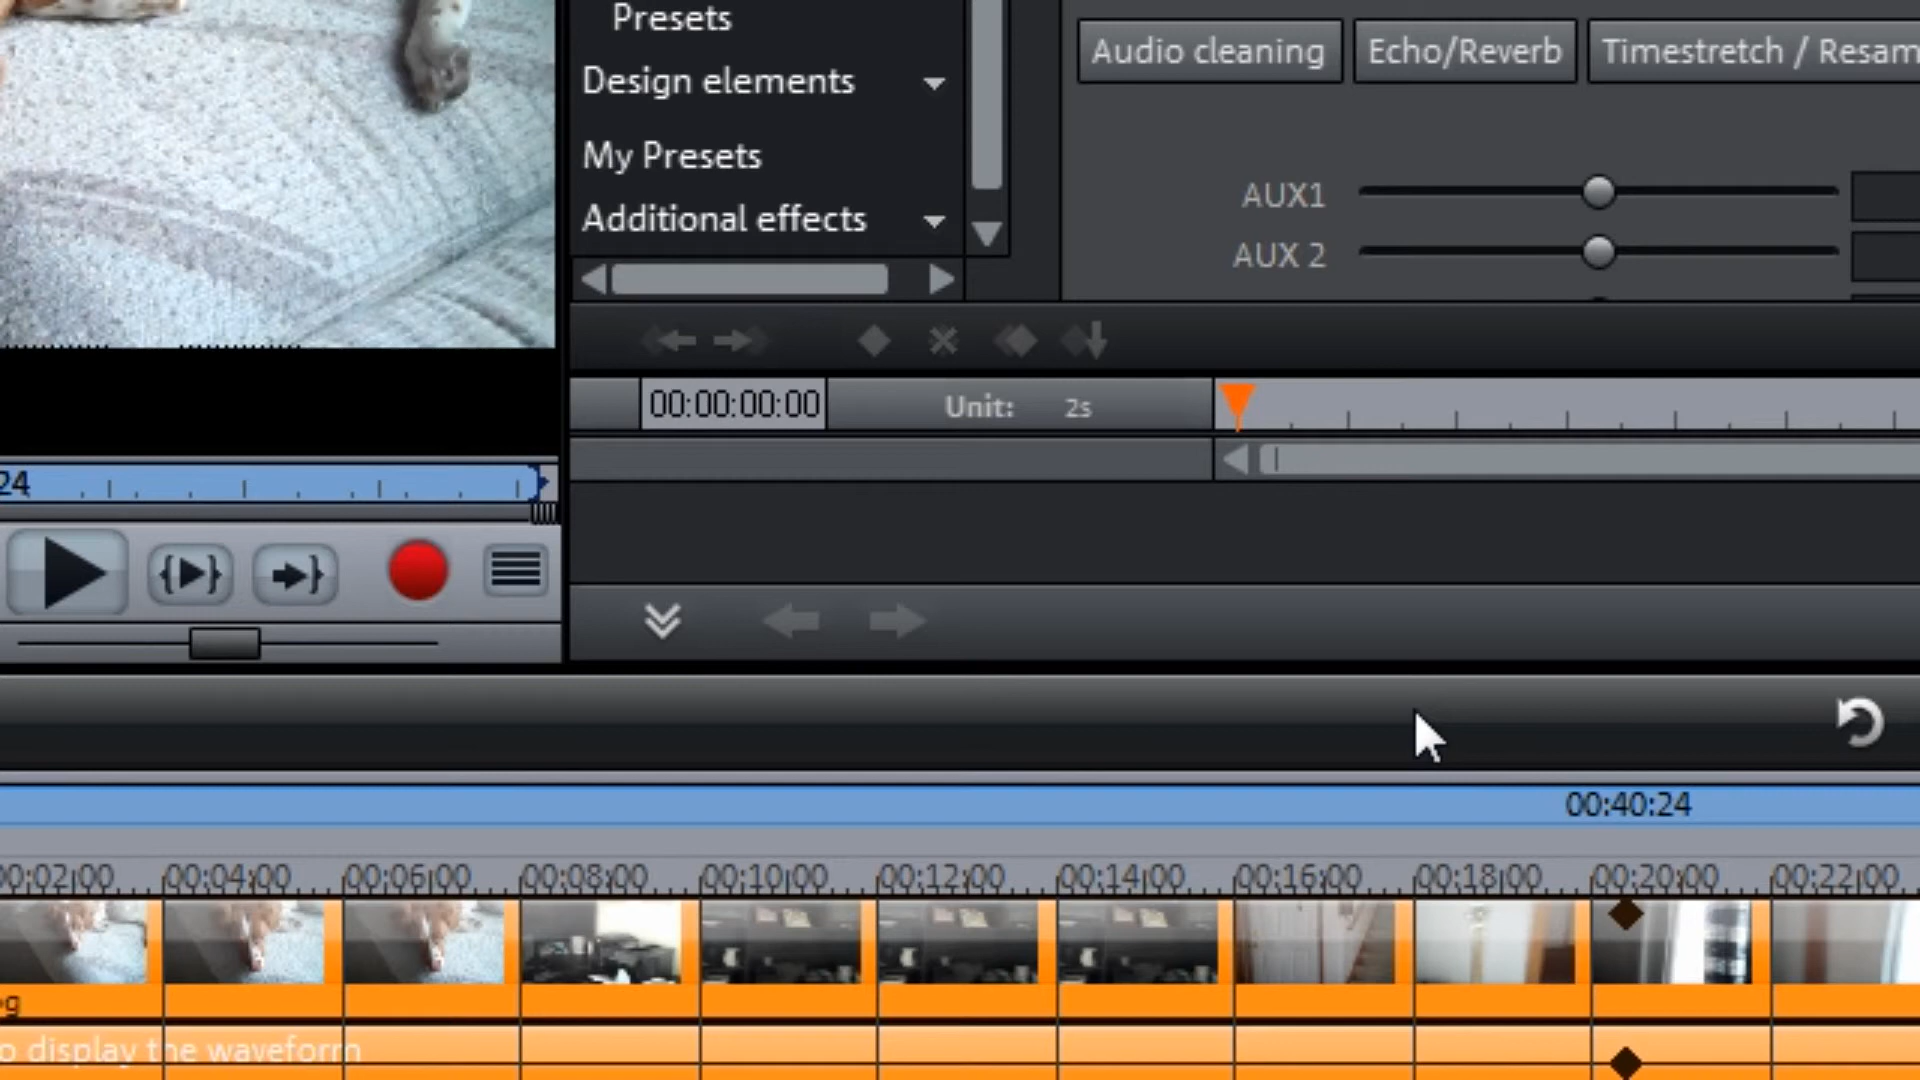 Presets
Design elements
My Presets
Additional effects
Audio cleaning
Echo/Reverb
Timestretch / Resam
AUX1
AUX 2
00:00:00:00
Unit: 2s
24
00:40:24
00:02:00 00:04:00 00:06:00 00:08:00 00:10:00 00:12:00 00:14:00 00:16:00 00:18:00 00:20:00 00:22:00
g
o display the waveform